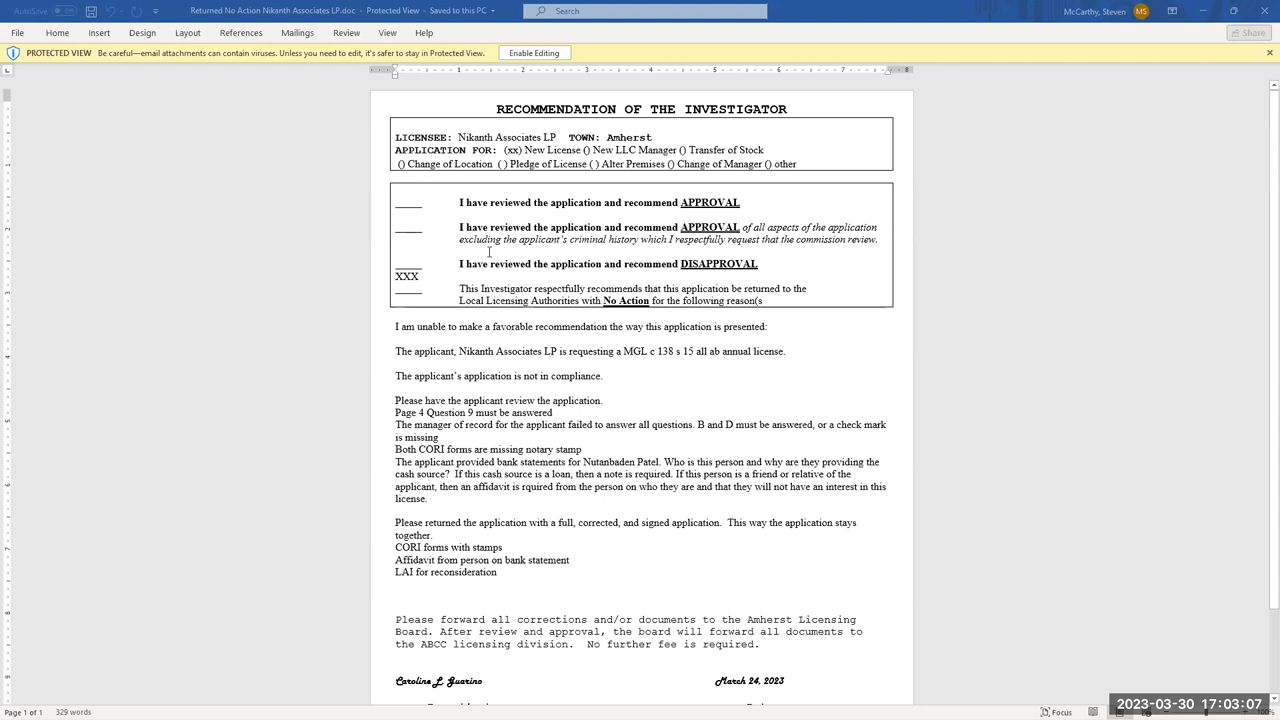 AutoSave Off Returned No Action Nikanth Associates LP.doc - Protected View Search McCarthy, Steven MS
File Home Insert Design Layout References Mailings Review View Help Share
PROTECTED VIEW Be careful—email attachments can contain viruses. Unless you need to edit, it's safer to stay in Protected View. Enable Editing
1 2 3 4 5 6 7 8
RECOMMENDATION OF THE INVESTIGATOR
LICENSEE: Nikanth Associates LP TOWN: Amherst
APPLICATION FOR: (xx) New License () New LLC Manager () Transfer of Stock
() Change of Location ( ) Pledge of License ( ) Alter Premises () Change of Manager () other
_____ I have reviewed the application and recommend APPROVAL
_____ I have reviewed the application and recommend APPROVAL of all aspects of the application
excluding the applicant's criminal history which I respectfully request that the commission review.
_____ I have reviewed the application and recommend DISAPPROVAL
XXX
_____ This Investigator respectfully recommends that this application be returned to the
Local Licensing Authorities with No Action for the following reason(s
I am unable to make a favorable recommendation the way this application is presented:
The applicant, Nikanth Associates LP is requesting a MGL c 138 s 15 all ab annual license.
The applicant's application is not in compliance.
Please have the applicant review the application.
Page 4 Question 9 must be answered
The manager of record for the applicant failed to answer all questions. B and D must be answered, or a check mark
is missing
Both CORI forms are missing notary stamp
The applicant provided bank statements for Nutanbaden Patel. Who is this person and why are they providing the
cash source? If this cash source is a loan, then a note is required. If this person is a friend or relative of the
applicant, then an affidavit is rquired from the person on who they are and that they will not have an interest in this
license.
Please returned the application with a full, corrected, and signed application. This way the application stays
together.
CORI forms with stamps
Affidavit from person on bank statement
LAI for reconsideration
Please forward all corrections and/or documents to the Amherst Licensing
Board. After review and approval, the board will forward all documents to
the ABCC licensing division. No further fee is required.
Caroline L. Guarino March 24, 2023
Page 1 of 1 329 words Focus
2023-03-30 17:03:07